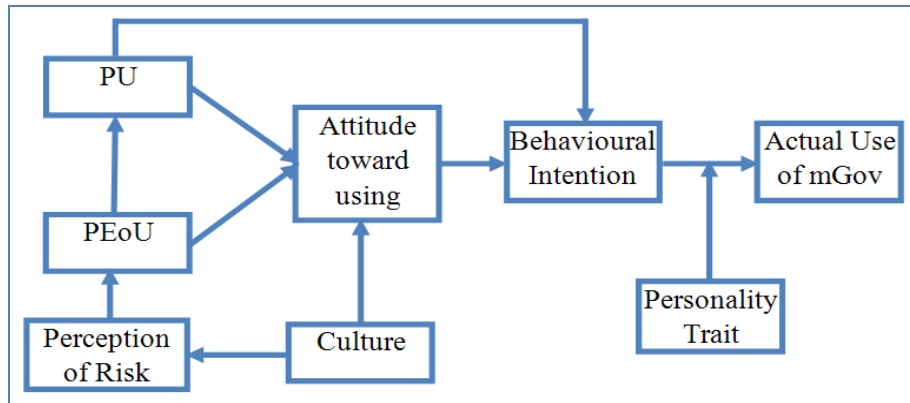 PU
Attitude
toward
using
Behavioural
Intention
Actual Use
of mGov
PEoU
Perception
of Risk
Culture
Personality
Trait